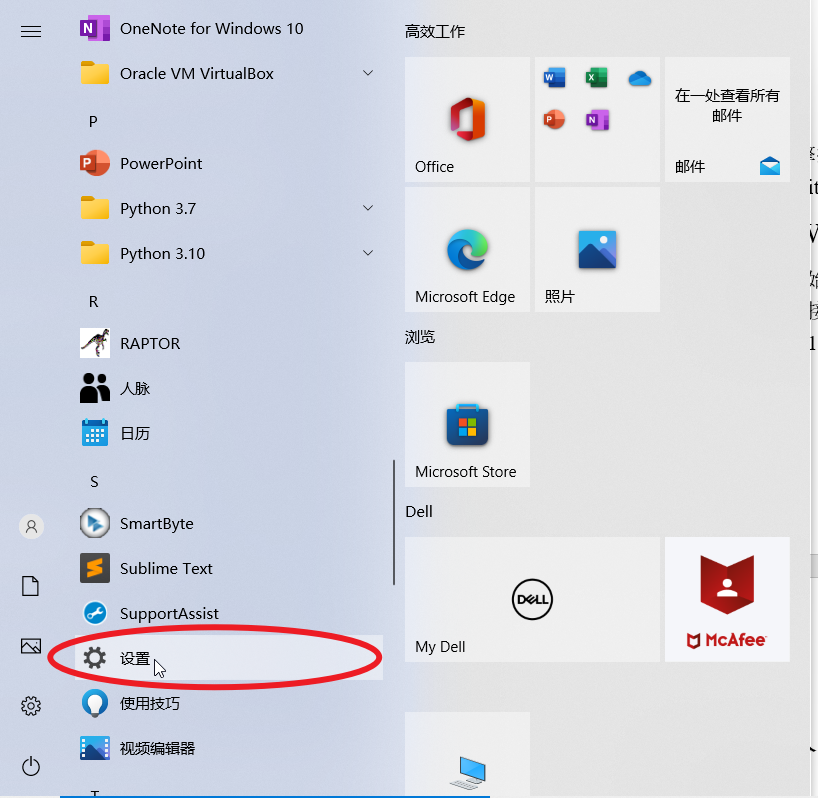 OneNote for Windows 10
Oracle VM VirtualBox
P
PowerPoint
Python 3.7
Python 3.10
R
RAPTOR
人脉
日历
S
SmartByte
Sublime Text
SupportAssist
设置
使用技巧
视频编辑器
高效工作
Office
在一处查看所有
邮件
邮件
Microsoft Edge
照片
浏览
Microsoft Store
Dell
DELL
My Dell
McAfee